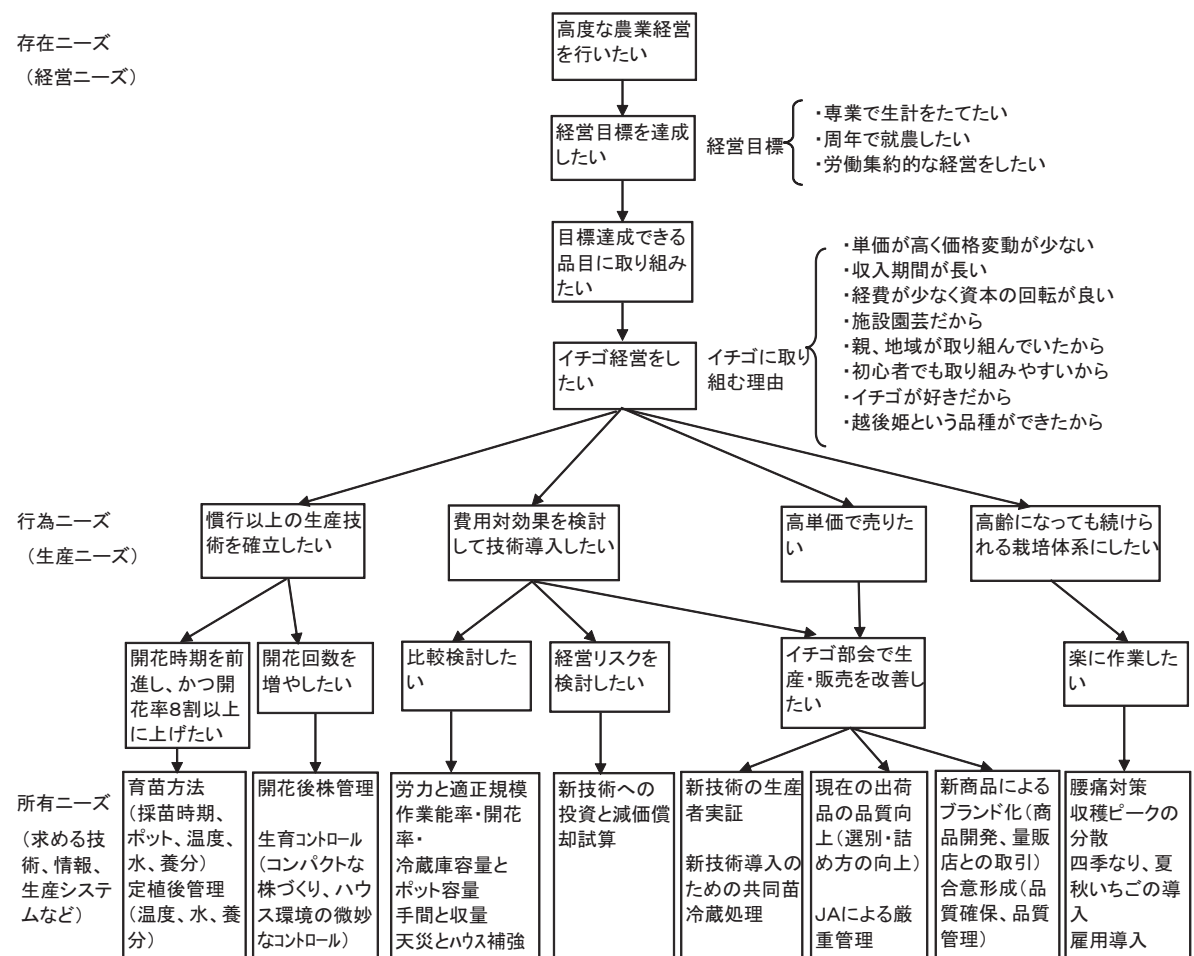 存在ニーズ
（経営ニーズ）
高度な農業経営
を行いたい
経営目標を達成
したい
経営目標
・専業で生計をたてたい
・周年で就農したい
・労働集約的な経営をしたい
目標達成できる
品目に取り組み
たい
イチゴ経営をし
たい
イチゴに取り
組む理由
・単価が高く価格変動が少ない
・収入期間が長い
・経費が少なく資本の回転が良い
・施設園芸だから
・親、地域が取り組んでいたから
・初心者でも取り組みやすいから
・イチゴが好きだから
・越後姫という品種ができたから
行為ニーズ
（生産ニーズ）
慣行以上の生産技
術を確立したい
費用対効果を検討
して技術導入したい
高単価で売りた
い
高齢になっても続けら
れる栽培体系にしたい
開花時期を前
進し、かつ開
花率８割以上
に上げたい
開花回数を
増やしたい
比較検討した
い
経営リスクを
検討したい
イチゴ部会で生
産・販売を改善し
たい
楽に作業した
い
所有ニーズ
（求める技
術、情報、
生産システ
ムなど）
育苗方法
（採苗時期、
ポット、温度、
水、養分）
定植後管理
（温度、水、養
分）
開花後株管理
生育コントロール
（コンパクトな
株づくり、ハウ
ス環境の微妙
なコントロール）
労力と適正規模
作業能率・開花
率・
冷蔵庫容量と
ポット容量
手間と収量
天災とハウス補強
新技術への
投資と減価償
却試算
新技術の生産
者実証
新技術導入の
ための共同苗
冷蔵処理
現在の出荷
品の品質向
上（選別・詰
め方の向上）
ＪＡによる厳
重管理
新商品による
ブランド化（商
品開発、量販
店との取引）
合意形成（品
質確保、品質
管理）
腰痛対策
収穫ピークの
分散
四季なり、夏
秋いちごの導
入
雇用導入